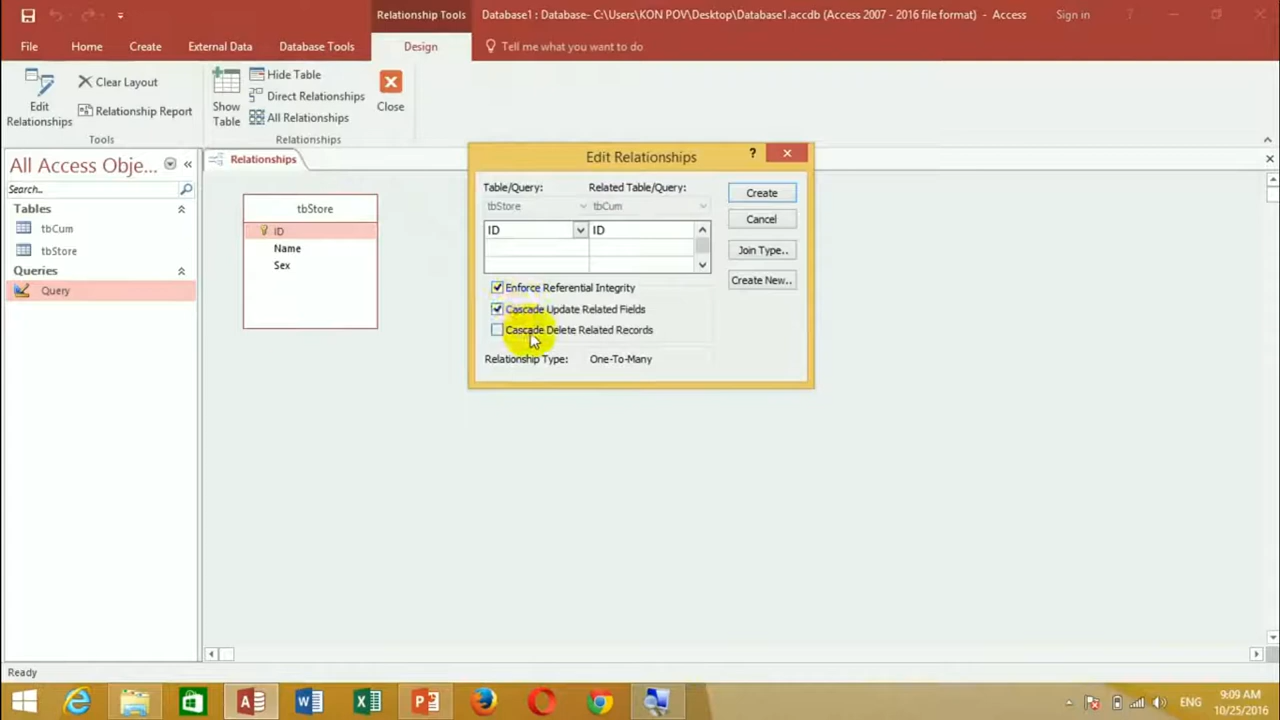 Relationship Tools
Database1 : Database- C:\Users\KON POV\Desktop\Database1.accdb (Access 2007 - 2016 file format) - Access
Sign in
?
File
Home
Create
External Data
Database Tools
Design
Tell me what you want to do
Edit Relationships
Clear Layout
Relationship Report
Tools
Show Table
Hide Table
Direct Relationships
All Relationships
Relationships
Close
All Access Obje...
Search...
Tables
tbCum
tbStore
Queries
Query
Relationships
tbStore
ID
Name
Sex
Edit Relationships
?
Table/Query:
Related Table/Query:
tbStore
tbCum
ID
ID
Enforce Referential Integrity
Cascade Update Related Fields
Cascade Delete Related Records
Relationship Type:
One-To-Many
Create
Cancel
Join Type..
Create New..
Ready
ENG
9:09 AM
10/25/2016